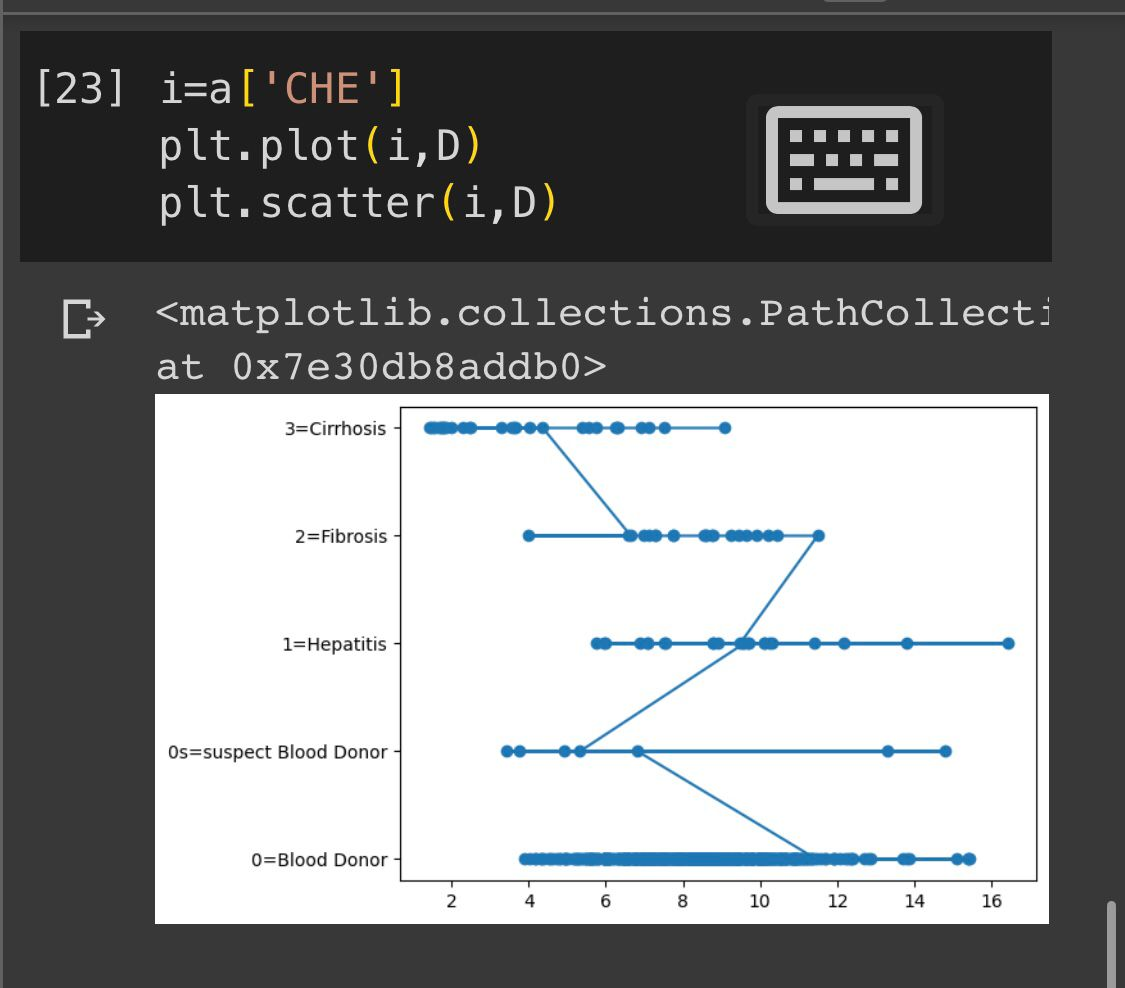 [23] i=a['CHE']
plt.plot(i,D)
plt.scatter(i,D)
<matplotlib.collections.PathCollecti
at 0x7e30db8addb0>
3=Cirrhosis
2=Fibrosis
1=Hepatitis
0s=suspect Blood Donor
0=Blood Donor
2 4 6 8 10 12 14 16